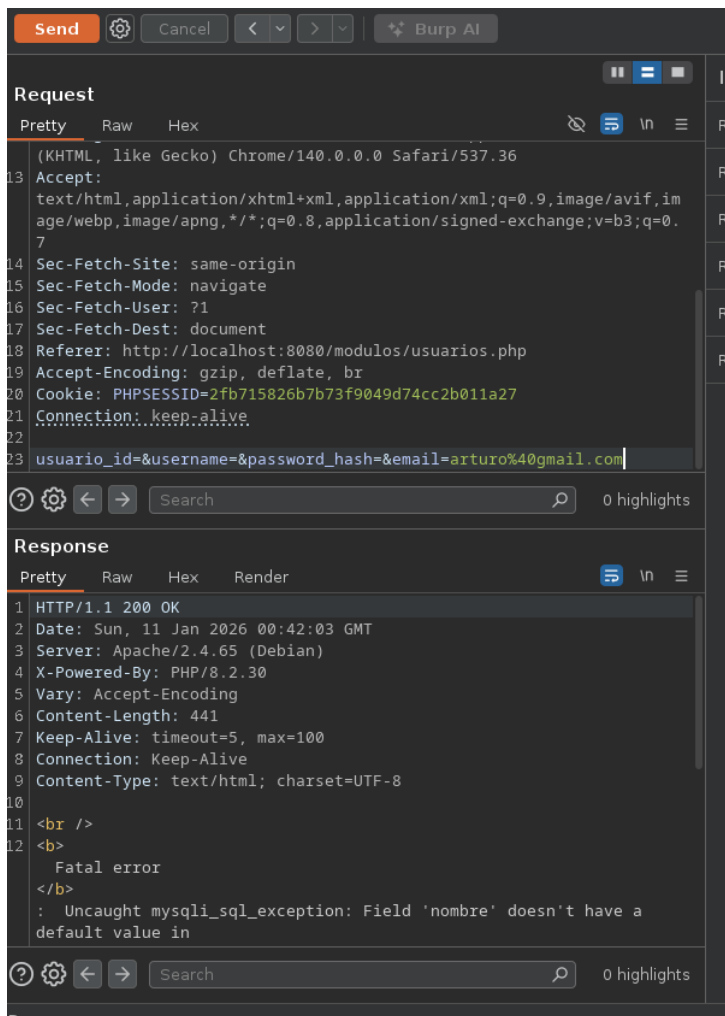 Send Cancel < > Burp AI
Request
Pretty Raw Hex \n
(KHTML, like Gecko) Chrome/140.0.0.0 Safari/537.36
13 Accept:
text/html,application/xhtml+xml,application/xml;q=0.9,image/avif,im
age/webp,image/apng,*/*;q=0.8,application/signed-exchange;v=b3;q=0.
7
14 Sec-Fetch-Site: same-origin
15 Sec-Fetch-Mode: navigate
16 Sec-Fetch-User: ?1
17 Sec-Fetch-Dest: document
18 Referer: http://localhost:8080/modulos/usuarios.php
19 Accept-Encoding: gzip, deflate, br
20 Cookie: PHPSESSID=2fb715826b7b73f9049d74cc2b011a27
21 Connection: keep-alive
22
23 usuario_id=&username=&password_hash=&email=arturo%40gmail.com
Search 0 highlights
Response
Pretty Raw Hex Render \n
1 HTTP/1.1 200 OK
2 Date: Sun, 11 Jan 2026 00:42:03 GMT
3 Server: Apache/2.4.65 (Debian)
4 X-Powered-By: PHP/8.2.30
5 Vary: Accept-Encoding
6 Content-Length: 441
7 Keep-Alive: timeout=5, max=100
8 Connection: Keep-Alive
9 Content-Type: text/html; charset=UTF-8
10
11 <br />
12 <b>
Fatal error
</b>
: Uncaught mysqli_sql_exception: Field 'nombre' doesn't have a
default value in
Search 0 highlights